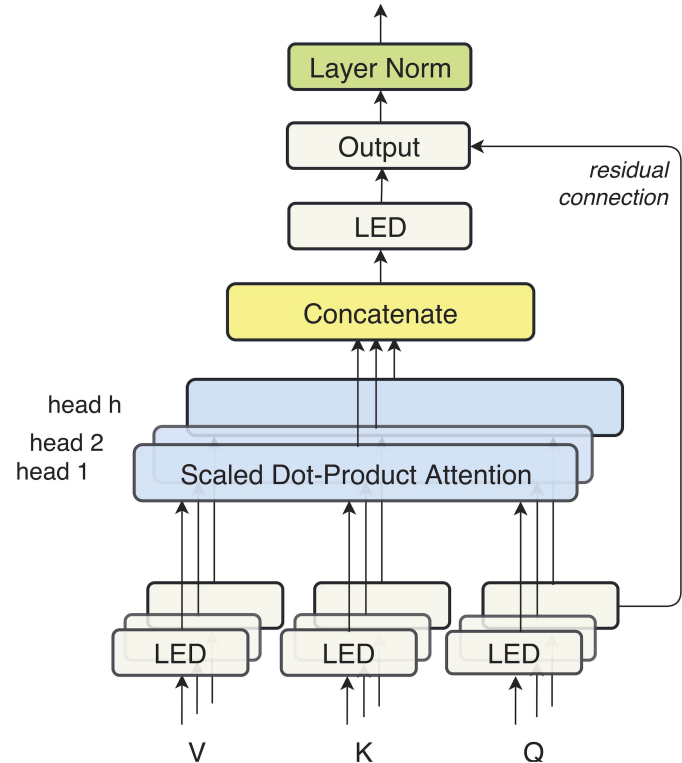 Layer Norm
Output
residual
connection
LED
Concatenate
head h
head 2
head 1
Scaled Dot-Product Attention
LED LED LED
V K Q